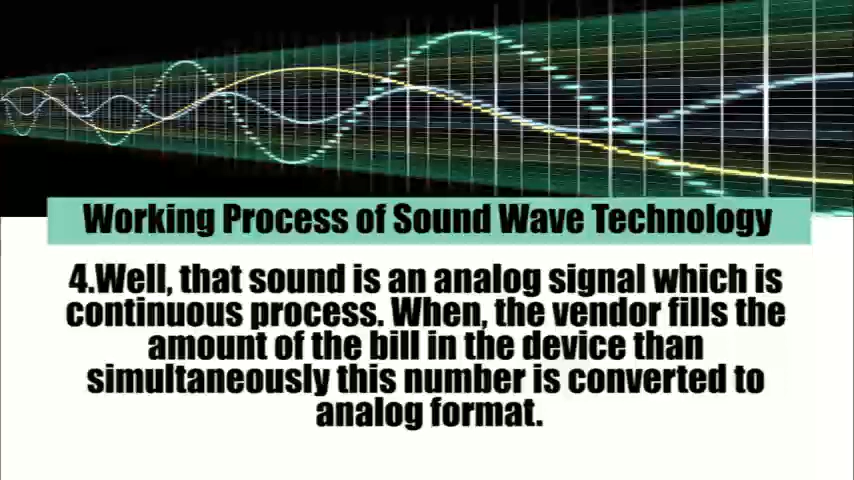 Working Process of Sound Wave Technology
4.Well, that sound is an analog signal which is
continuous process. When, the vendor fills the
amount of the bill in the device than
simultaneously this number is converted to
analog format.